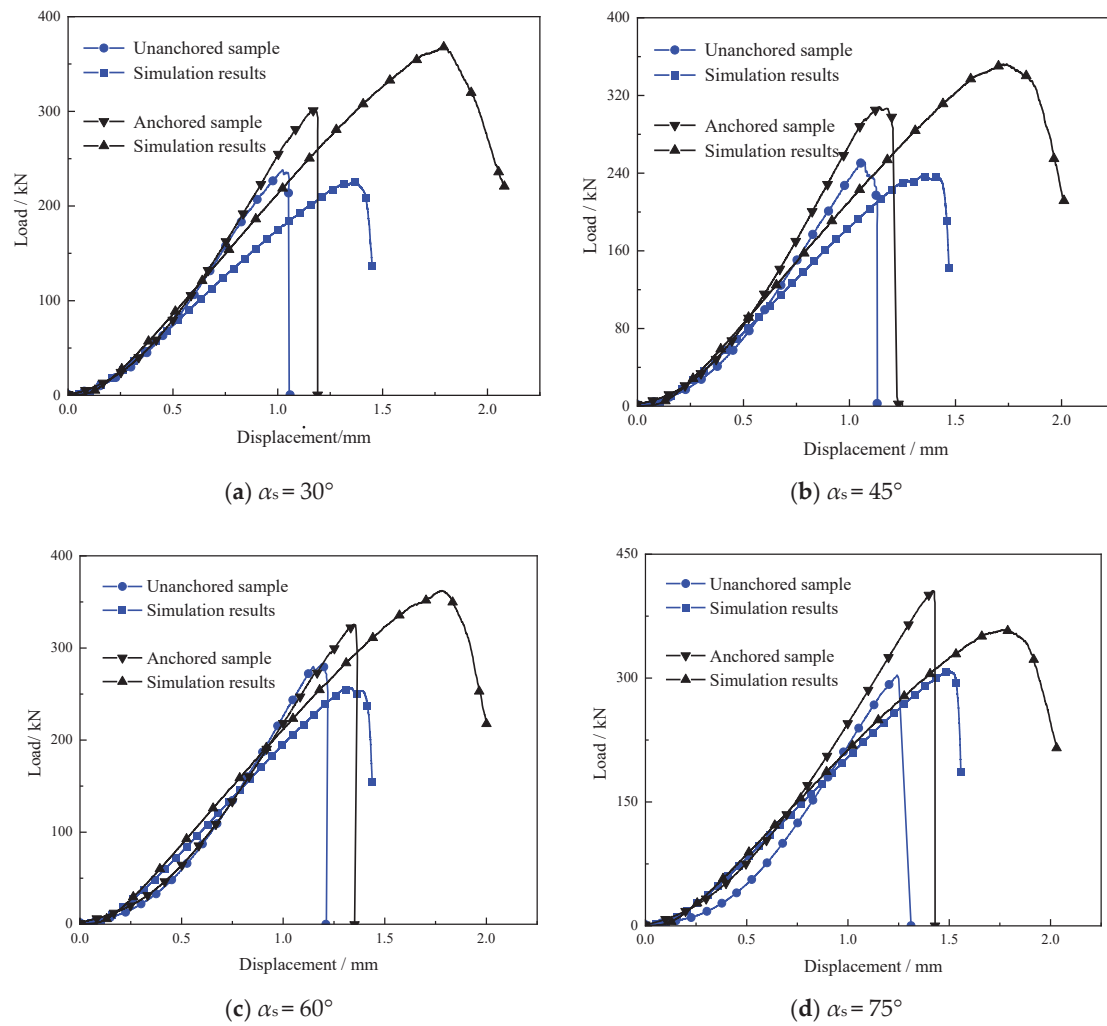 400
300
200
100
0
Load / kN
Unanchored sample
Simulation results
Anchored sample
Simulation results
0.0 0.5 1.0 1.5 2.0
Displacement/mm
(a) αs = 30°
360
270
180
90
0
Load / kN
Unanchored sample
Simulation results
Anchored sample
Simulation results
0.0 0.5 1.0 1.5 2.0
Displacement / mm
(b) αs = 45°
400
300
200
100
0
Load/ kN
Unanchored sample
Simulation results
Anchored sample
Simulation results
0.0 0.5 1.0 1.5 2.0
Displacement / mm
(c) αs = 60°
450
300
150
0
Load / kN
Unanchored sample
Simulation results
Anchored sample
Simulation results
0.0 0.5 1.0 1.5 2.0
Displacement / mm
(d) αs = 75°